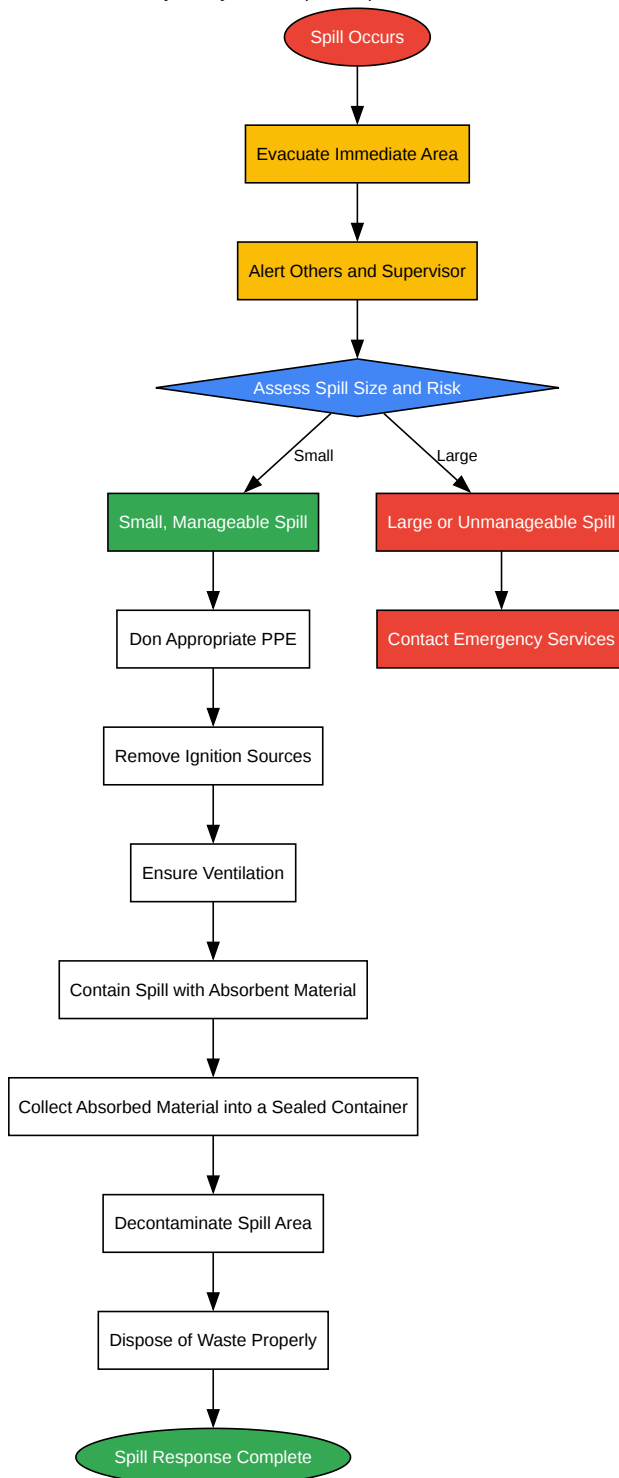 Spill Occurs
Evacuate Immediate Area
Alert Others and Supervisor
Assess Spill Size and Risk
Small
Large
Small, Manageable Spill
Large or Unmanageable Spill
Don Appropriate PPE
Contact Emergency Services
Remove Ignition Sources
Ensure Ventilation
Contain Spill with Absorbent Material
Collect Absorbed Material into a Sealed Container
Decontaminate Spill Area
Dispose of Waste Properly
Spill Response Complete